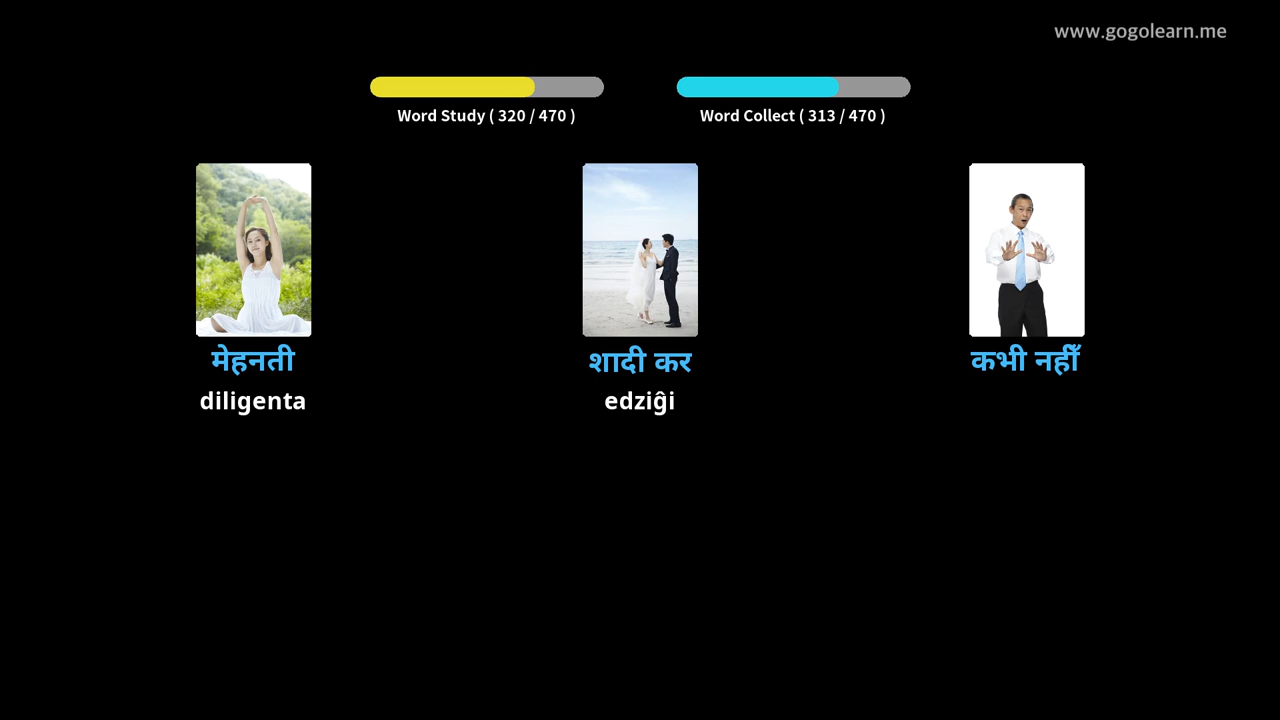 www.gogolearn.me
Word Study ( 320 / 470 )
Word Collect ( 313 / 470 )
मेहनती
शादी कर
कभी नहीँ
diligenta
edziĝi